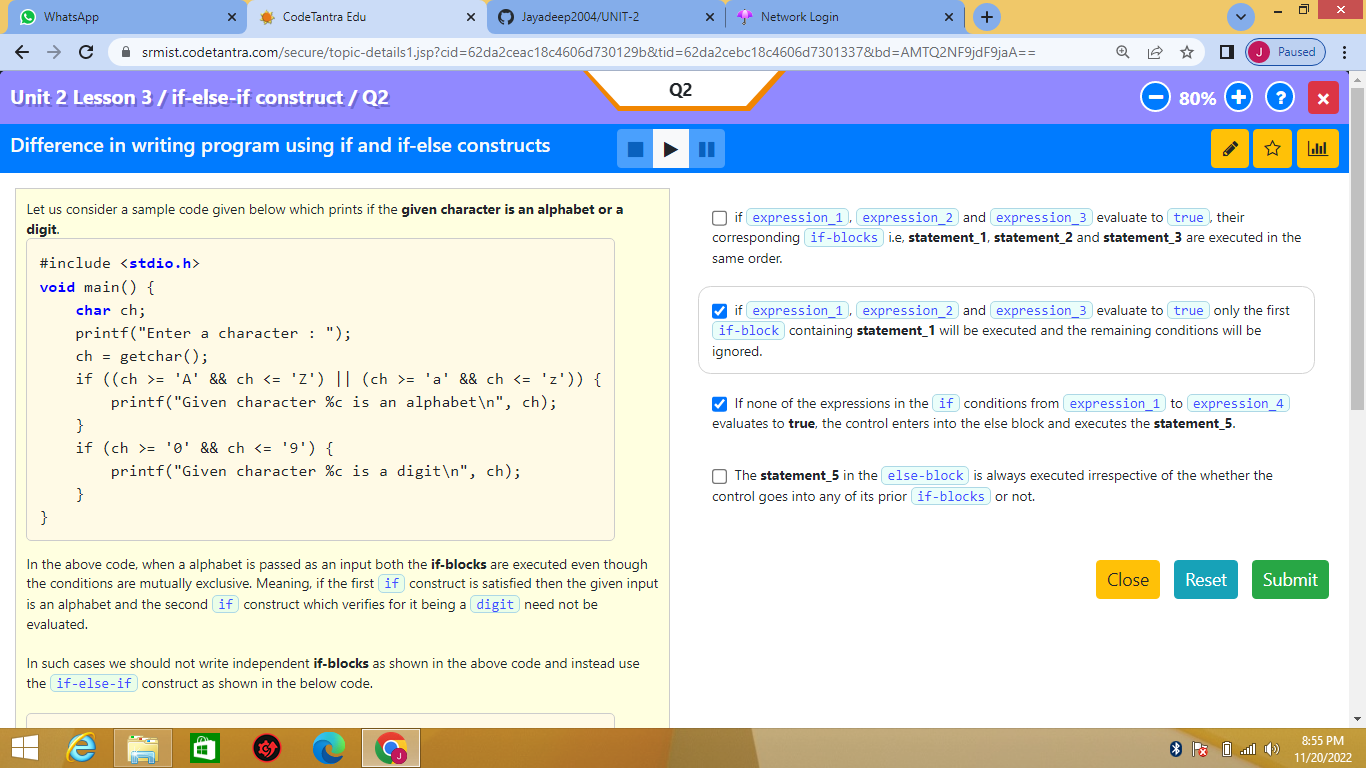 WhatsApp
CodeTantra Edu
Jayadeep2004/UNIT-2
Network Login
srmist.codetantra.com/secure/topic-details1.jsp?cid=62da2ceac18c4606d730129b&tid=62da2cebc18c4606d7301337&bd=AMTQ2NF9jdF9jaA==
J Paused
Unit 2 Lesson 3 / if-else-if construct / Q2
Q2
80%
?
Difference in writing program using if and if-else constructs
Let us consider a sample code given below which prints if the given character is an alphabet or a
digit.
#include <stdio.h>
void main() {
    char ch;
    printf("Enter a character : ");
    ch = getchar();
    if ((ch >= 'A' && ch <= 'Z') || (ch >= 'a' && ch <= 'z')) {
        printf("Given character %c is an alphabet\n", ch);
    }
    if (ch >= '0' && ch <= '9') {
        printf("Given character %c is a digit\n", ch);
    }
}
In the above code, when a alphabet is passed as an input both the if-blocks are executed even though
the conditions are mutually exclusive. Meaning, if the first if construct is satisfied then the given input
is an alphabet and the second if construct which verifies for it being a digit need not be
evaluated.
In such cases we should not write independent if-blocks as shown in the above code and instead use
the if-else-if construct as shown in the below code.
if expression_1, expression_2 and expression_3 evaluate to true, their
corresponding if-blocks i.e, statement_1, statement_2 and statement_3 are executed in the
same order.
if expression_1, expression_2 and expression_3 evaluate to true only the first
if-block containing statement_1 will be executed and the remaining conditions will be
ignored.
If none of the expressions in the if conditions from expression_1 to expression_4
evaluates to true, the control enters into the else block and executes the statement_5.
The statement_5 in the else-block is always executed irrespective of the whether the
control goes into any of its prior if-blocks or not.
Close
Reset
Submit
8:55 PM
11/20/2022